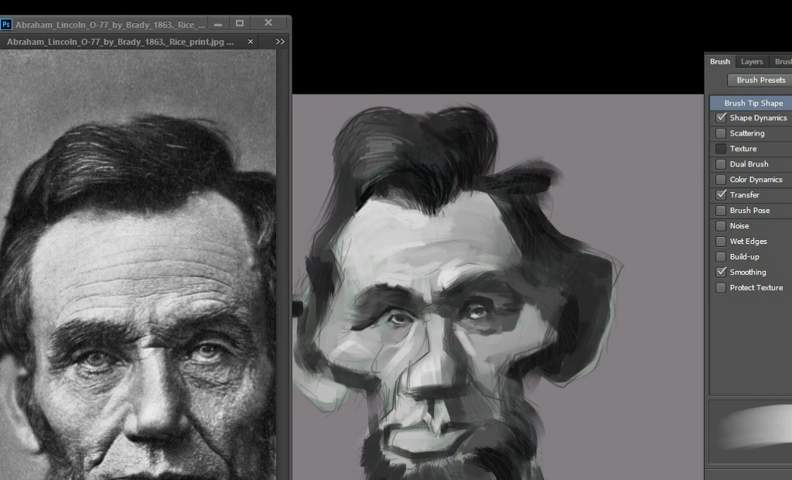 Ps Abraham_Lincoln_O-77_by_Brady_1863,_Rice_...
Abraham_Lincoln_O-77_by_Brady_1863,_Rice_print.jpg ...
Brush Layers Brus
Brush Presets
Brush Tip Shape
Shape Dynamics
Scattering
Texture
Dual Brush
Color Dynamics
Transfer
Brush Pose
Noise
Wet Edges
Build-up
Smoothing
Protect Texture